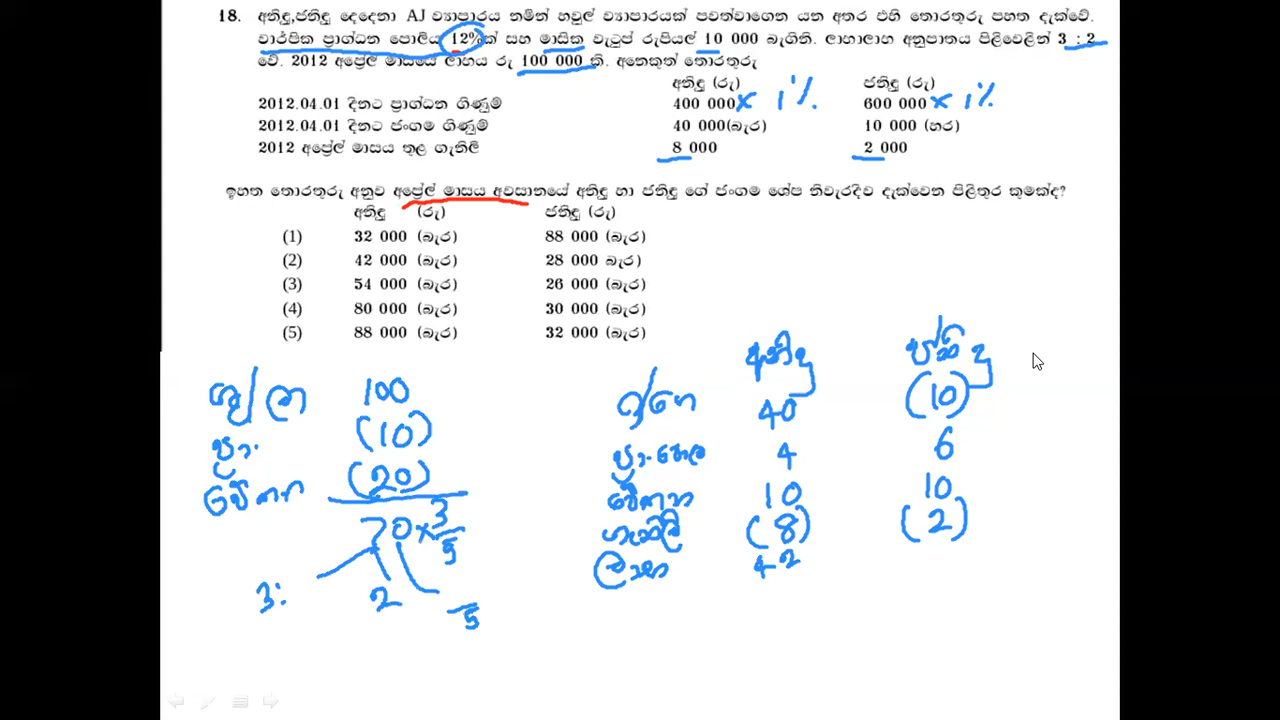 18. අනිඳු,ජනිඳු දෙදෙනා AJ ව්‍යාපාරය නමින් හවුල් ව්‍යාපාරයක් පවත්වාගෙන යන අතර එහි තොරතුරු පහත දැක්වේ.
වාර්ෂික ප්‍රාග්ධන පොලිය 12%ක් සහ මාසික වැටුප් රුපියල් 10 000 බැගිනි. ලාභාලාභ අනුපාතය පිළිවෙළින් 3 : 2
වේ. 2012 අප්‍රේල් මාසයේ ලාභය රු 100 000 කි. අනෙකුත් තොරතුරු
අනිඳු (රු) ජනිඳු (රු)
2012.04.01 දිනට ප්‍රාග්ධන ගිණුම් 400 000 × 1% 600 000 × 1%
2012.04.01 දිනට ජංගම ගිණුම් 40 000(බැර) 10 000 (හර)
2012 අප්‍රේල් මාසය තුළ ගැනිලි 8 000 2 000
ඉහත තොරතුරු අනුව අප්‍රේල් මාසය අවසානයේ අනිඳු හා ජනිඳු ගේ ජංගම ශේෂ නිවැරදිව දැක්වෙන පිළිතුර කුමක්ද?
අනිඳු (රු) ජනිඳු (රු)
(1) 32 000 (බැර) 88 000 (බැර)
(2) 42 000 (බැර) 28 000 බැර)
(3) 54 000 (බැර) 26 000 (බැර)
(4) 80 000 (බැර) 30 000 (බැර)
(5) 88 000 (බැර) 32 000 (බැර)
අනිඳු ජනිඳු
ශු/ලා 100
ඉ/ගෙ 40 (10)
ප්‍රා. (10)
ප්‍රා.පොලි 4 6
වේතන (20)
වේතන 10 10
70 × 3/5
ගැනිලි (8) (2)
ලාභ 42
3: 2
5